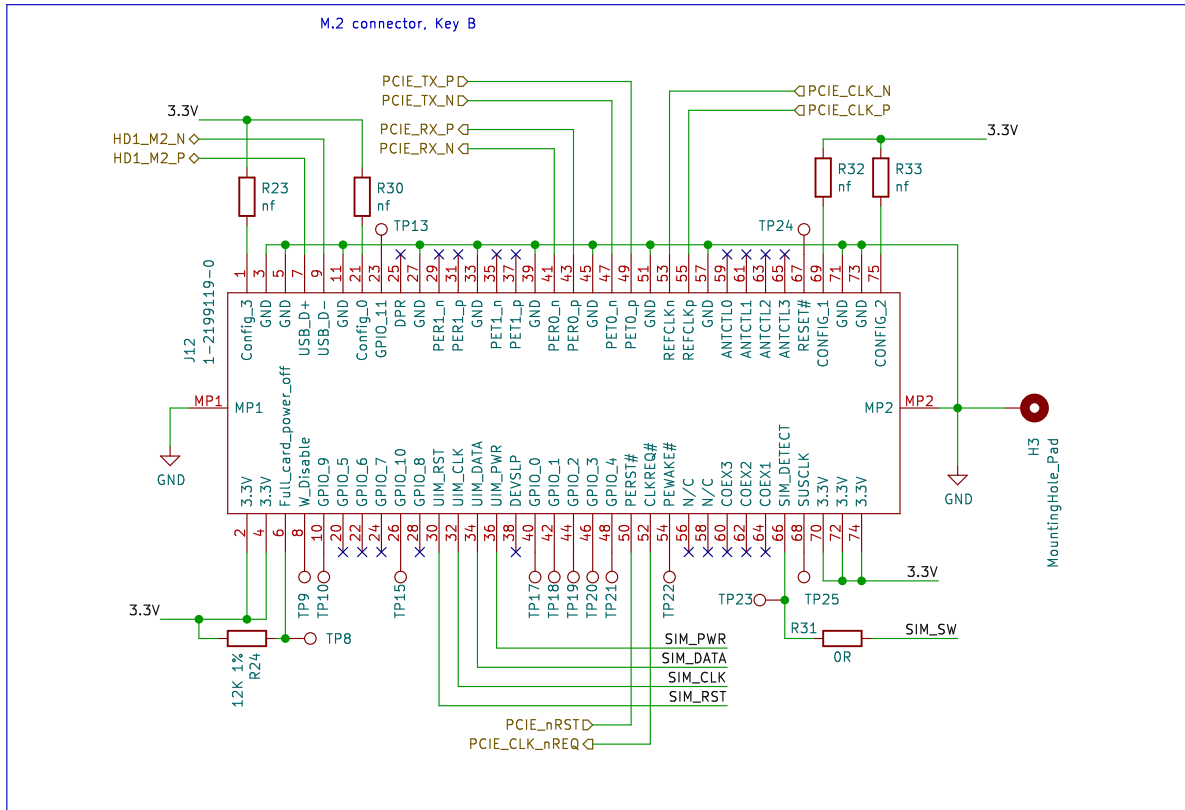 M.2 connector, Key B
PCIE_TX_P
PCIE_TX_N
PCIE_RX_P
PCIE_RX_N
PCIE_CLK_N
PCIE_CLK_P
3.3V
HD1_M2_N
HD1_M2_P
3.3V
R23
nf
R30
nf
R32
nf
R33
nf
TP13
TP24
1
3
5
7
9
11
21
23
25
27
29
31
33
35
37
39
41
43
45
47
49
51
53
55
57
59
61
63
65
67
69
71
73
75
J12
1-2199119-0
Config_3
GND
GND
USB_D+
USB_D-
GND
Config_0
GPIO_11
DPR
GND
PER1_n
PER1_p
GND
PET1_n
PET1_p
GND
PER0_n
PER0_p
GND
PET0_n
PET0_p
GND
REFCLKn
REFCLKp
GND
ANTCTL0
ANTCTL1
ANTCTL2
ANTCTL3
RESET#
CONFIG_1
GND
GND
CONFIG_2
MP1
MP1
MP2
MP2
GND
GND
H3
MountingHole_Pad
3.3V
3.3V
Full_card_power_off
W_Disable
GPIO_9
GPIO_5
GPIO_6
GPIO_7
GPIO_10
GPIO_8
UIM_RST
UIM_CLK
UIM_DATA
UIM_PWR
DEVSLP
GPIO_0
GPIO_1
GPIO_2
GPIO_3
GPIO_4
PERST#
CLKREQ#
PEWAKE#
N/C
N/C
COEX3
COEX2
COEX1
SIM_DETECT
SUSCLK
3.3V
3.3V
3.3V
2
4
6
8
10
20
22
24
26
28
30
32
34
36
38
40
42
44
46
48
50
52
54
56
58
60
62
64
66
68
70
72
74
TP9
TP10
TP15
TP17
TP18
TP19
TP20
TP21
TP22
TP23
TP25
3.3V
3.3V
TP8
12K 1%
R24
R31
0R
SIM_SW
SIM_PWR
SIM_DATA
SIM_CLK
SIM_RST
PCIE_nRST
PCIE_CLK_nREQ